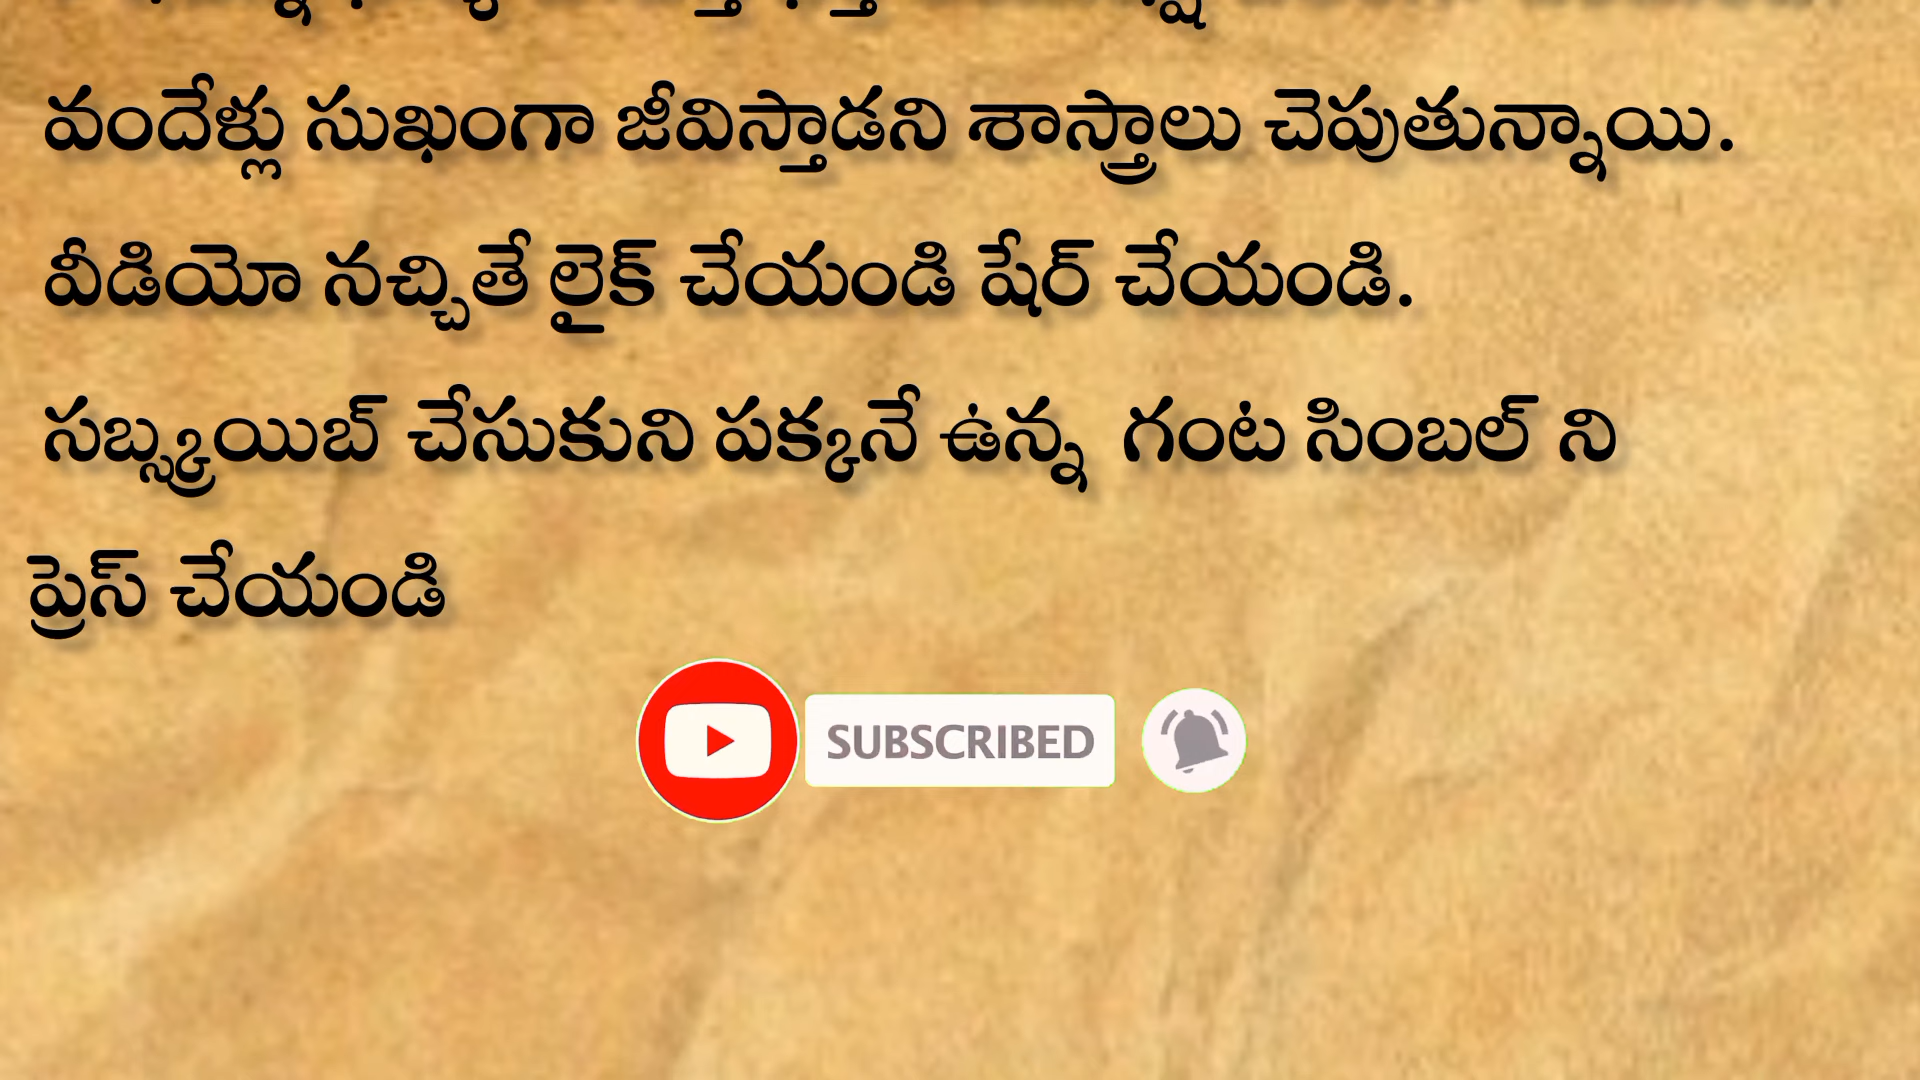 వందేళ్లు సుఖంగా జీవిస్తాడని శాస్త్రాలు చెపుతున్నాయి.
వీడియో నచ్చితే లైక్ చేయండి షేర్ చేయండి.
సబ్స్క్రయిబ్ చేసుకుని పక్కనే ఉన్న గంట సింబల్ ని
ప్రెస్ చేయండి
SUBSCRIBED